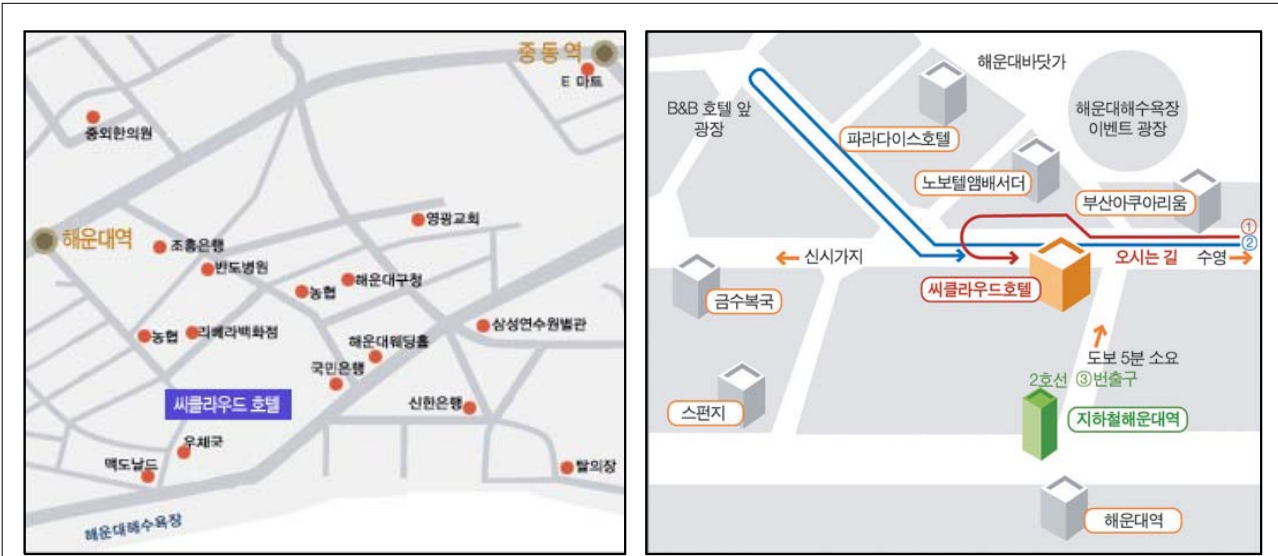 중동역
E 마트
중외한의원
영광교회
해운대역
조흥은행
반도병원
해운대구청
농협
삼성연수원별관
농협
리베라백화점
해운대웨딩홀
국민은행
씨클라우드 호텔
신한은행
우체국
맥도날드
탈의장
해운대해수욕장
해운대바닷가
B&B 호텔 앞
광장
해운대해수욕장
이벤트 광장
파라다이스호텔
노보텔앰배서더
부산아쿠아리움
①
②
신시가지
오시는 길
수영
씨클라우드호텔
금수복국
도보 5분 소요
2호선 ③번출구
스펀지
지하철해운대역
해운대역